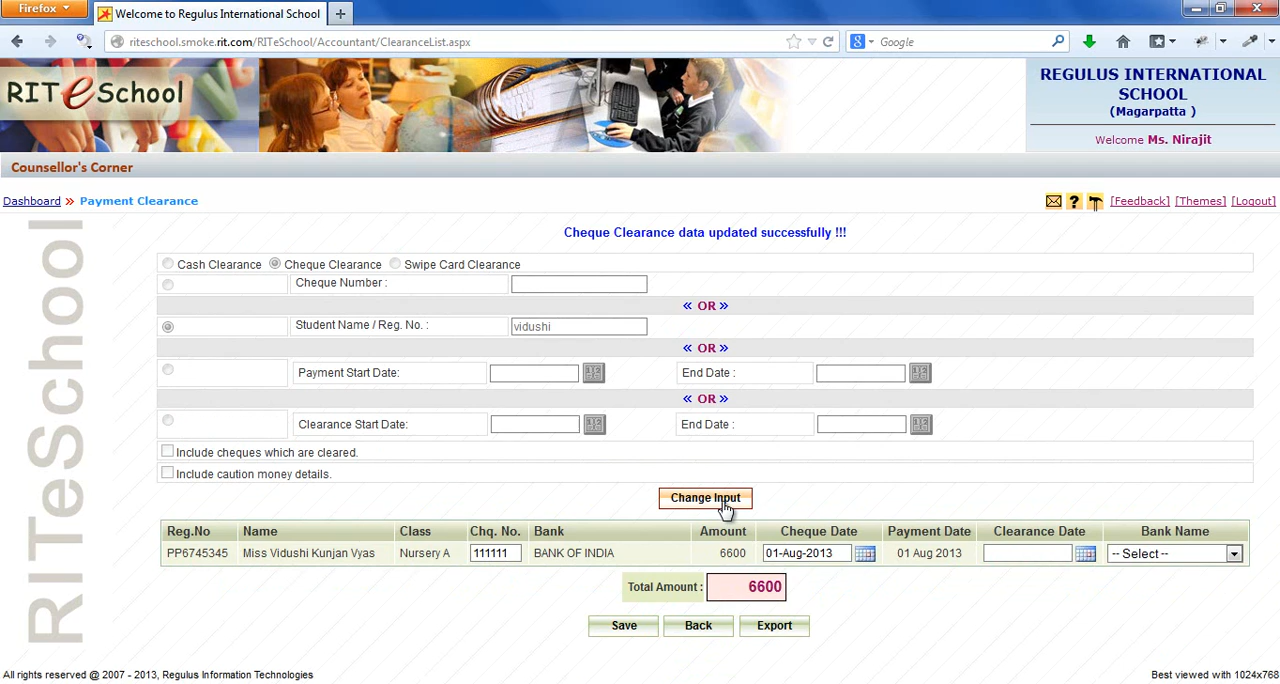 Firefox
Welcome to Regulus International School
riteschool.smoke.rit.com/RITeSchool/Accountant/ClearanceList.aspx
Google
RITeSchool
REGULUS INTERNATIONAL
SCHOOL
(Magarpatta )
Welcome Ms. Nirajit
Counsellor's Corner
Dashboard » Payment Clearance
? [Feedback] [Themes] [Logout]
RITeSchool
Cheque Clearance data updated successfully !!!
Cash Clearance Cheque Clearance Swipe Card Clearance
Cheque Number :
« OR »
Student Name / Reg. No. : vidushi
« OR »
Payment Start Date: End Date :
« OR »
Clearance Start Date: End Date :
Include cheques which are cleared.
Include caution money details.
Change Input
Reg.No Name Class Chq. No. Bank Amount Cheque Date Payment Date Clearance Date Bank Name
PP6745345 Miss Vidushi Kunjan Vyas Nursery A 111111 BANK OF INDIA 6600 01-Aug-2013 01 Aug 2013 -- Select --
Total Amount : 6600
Save Back Export
All rights reserved @ 2007 - 2013, Regulus Information Technologies
Best viewed with 1024x768